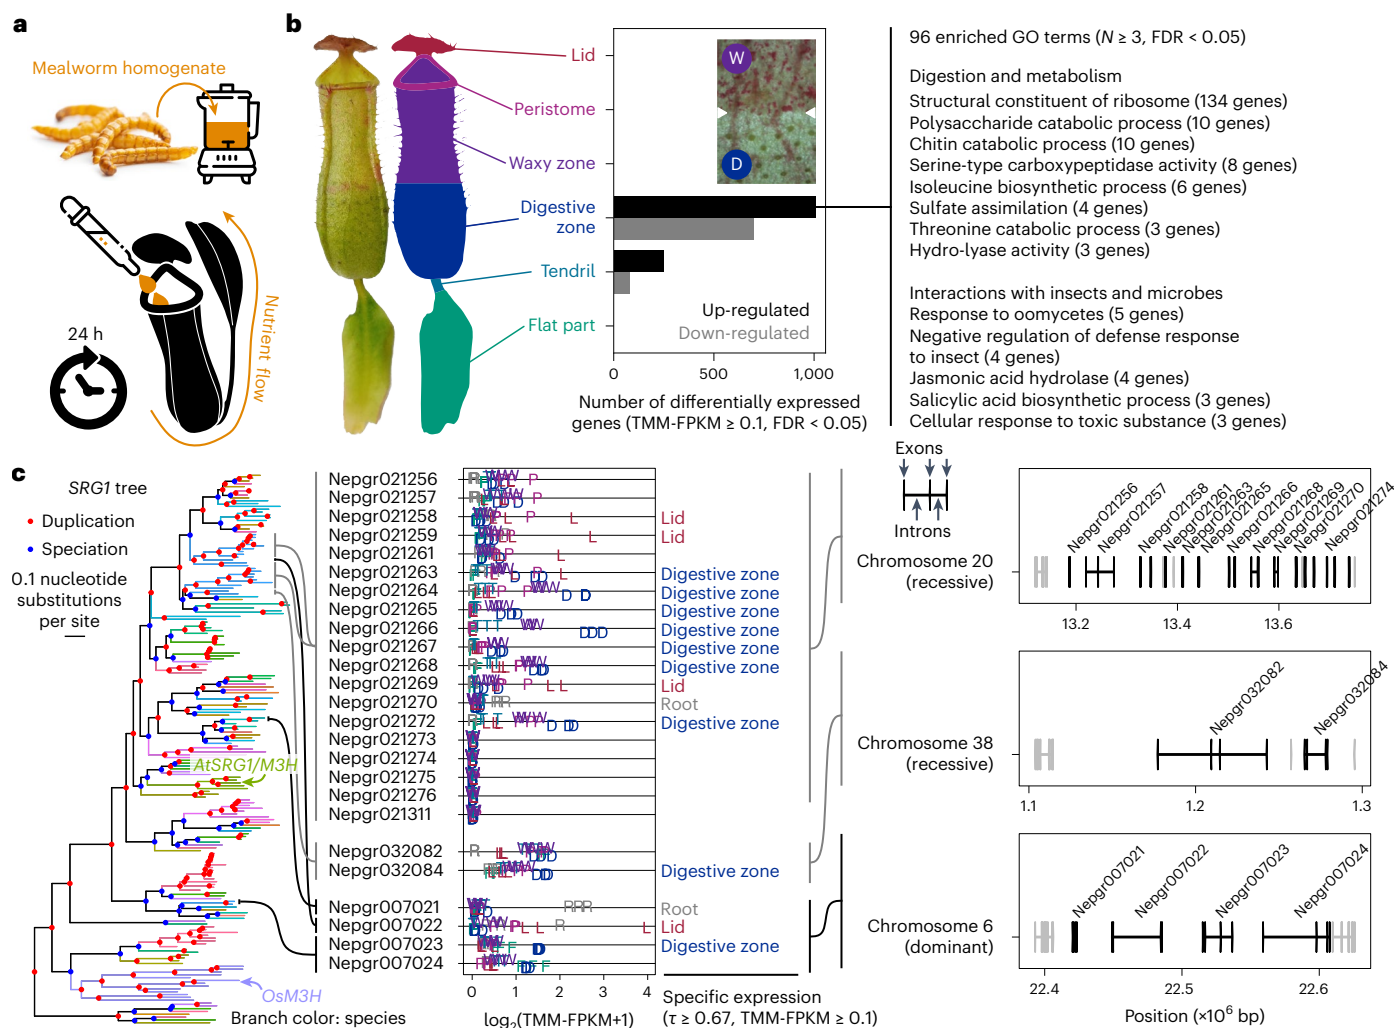 a
Mealworm homogenate
24 h
Nutrient flow
b
Lid
Peristome
Waxy zone
Digestive
zone
Tendril
Flat part
W
D
Up-regulated
Down-regulated
0 500 1,000
Number of differentially expressed
genes (TMM-FPKM ≥ 0.1, FDR < 0.05)
96 enriched GO terms (N ≥ 3, FDR < 0.05)
Digestion and metabolism
Structural constituent of ribosome (134 genes)
Polysaccharide catabolic process (10 genes)
Chitin catabolic process (10 genes)
Serine-type carboxypeptidase activity (8 genes)
Isoleucine biosynthetic process (6 genes)
Sulfate assimilation (4 genes)
Threonine catabolic process (3 genes)
Hydro-lyase activity (3 genes)
Interactions with insects and microbes
Response to oomycetes (5 genes)
Negative regulation of defense response
to insect (4 genes)
Jasmonic acid hydrolase (4 genes)
Salicylic acid biosynthetic process (3 genes)
Cellular response to toxic substance (3 genes)
c
SRG1 tree
Duplication
Speciation
0.1 nucleotide
substitutions
per site
AtSRG1/M3H
OsM3H
Branch color: species
Nepgr021256
Nepgr021257
Nepgr021258 Lid
Nepgr021259 Lid
Nepgr021261
Nepgr021263 Digestive zone
Nepgr021264 Digestive zone
Nepgr021265 Digestive zone
Nepgr021266 Digestive zone
Nepgr021267 Digestive zone
Nepgr021268 Digestive zone
Nepgr021269 Lid
Nepgr021270 Root
Nepgr021272 Digestive zone
Nepgr021273
Nepgr021274
Nepgr021275
Nepgr021276
Nepgr021311
Nepgr032082
Nepgr032084 Digestive zone
Nepgr007021 Root
Nepgr007022 Lid
Nepgr007023 Digestive zone
Nepgr007024
0 1 2 3 4
log2(TMM-FPKM+1)
Specific expression
(τ ≥ 0.67, TMM-FPKM ≥ 0.1)
Exons
Introns
Chromosome 20
(recessive)
Nepgr021256
Nepgr021257
Nepgr021258
Nepgr021261
Nepgr021263
Nepgr021265
Nepgr021266
Nepgr021268
Nepgr021269
Nepgr021270
Nepgr021274
13.2 13.4 13.6
Chromosome 38
(recessive)
Nepgr032082
Nepgr032084
1.1 1.2 1.3
Chromosome 6
(dominant)
Nepgr007021
Nepgr007022
Nepgr007023
Nepgr007024
22.4 22.5 22.6
Position (×10⁶ bp)